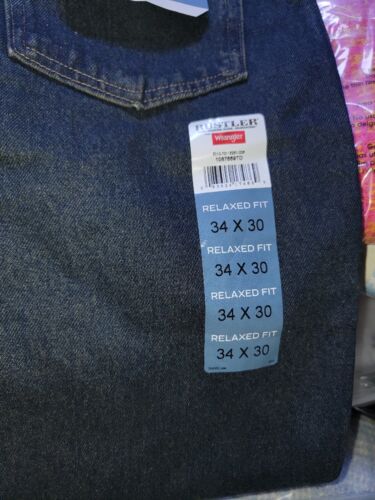 RUSTLER
Wrangler
RELAXED FIT
34 X 30
RELAXED FIT
34 X 30
RELAXED FIT
34 X 30
RELAXED FIT
34 X 30